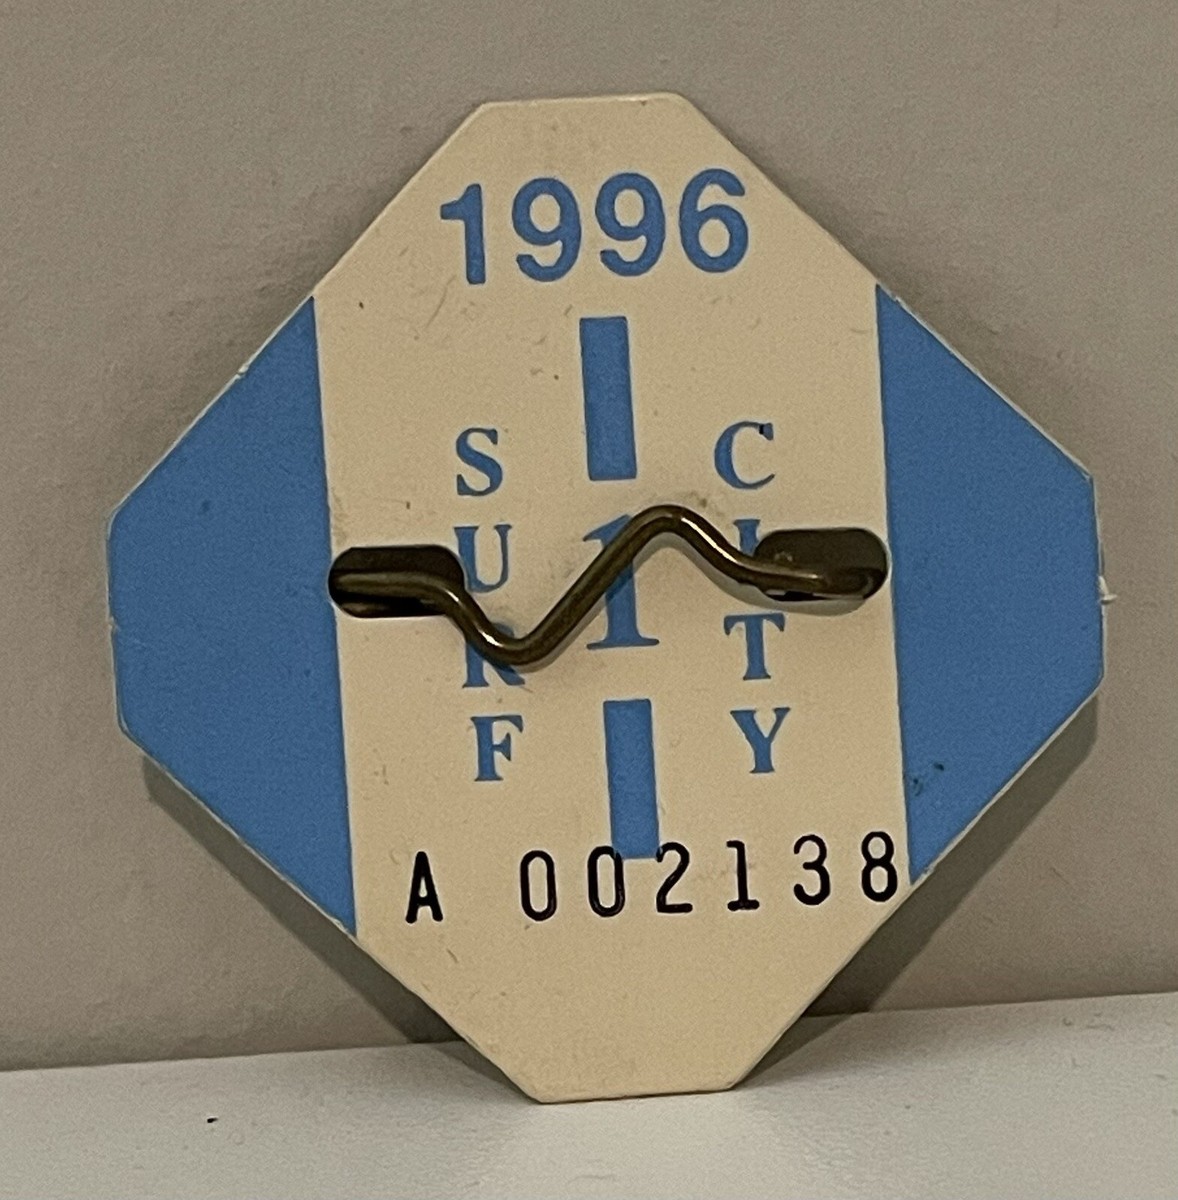 1996
SURF
1
CITY
A 002138